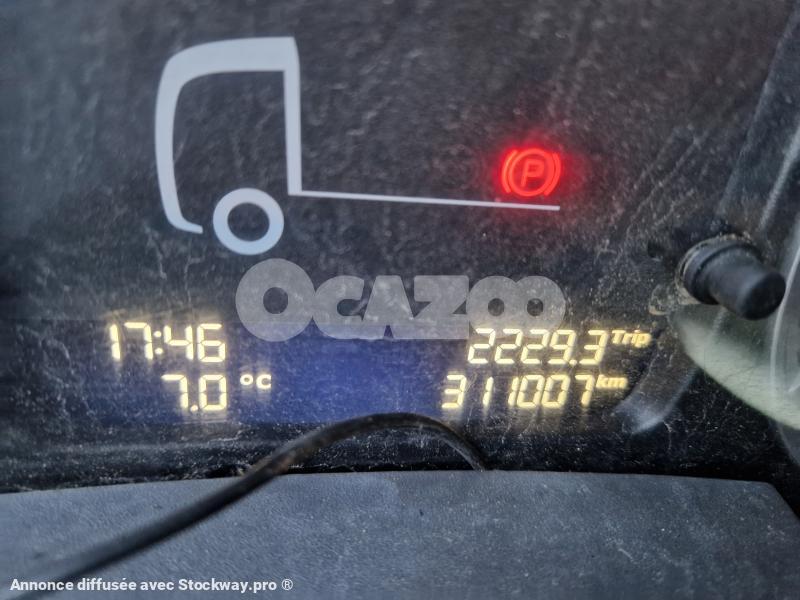 P
OCAZOO
17:46 2229.3 Trip
7.0 °C 311007 km
Annonce diffusée avec Stockway.pro ®